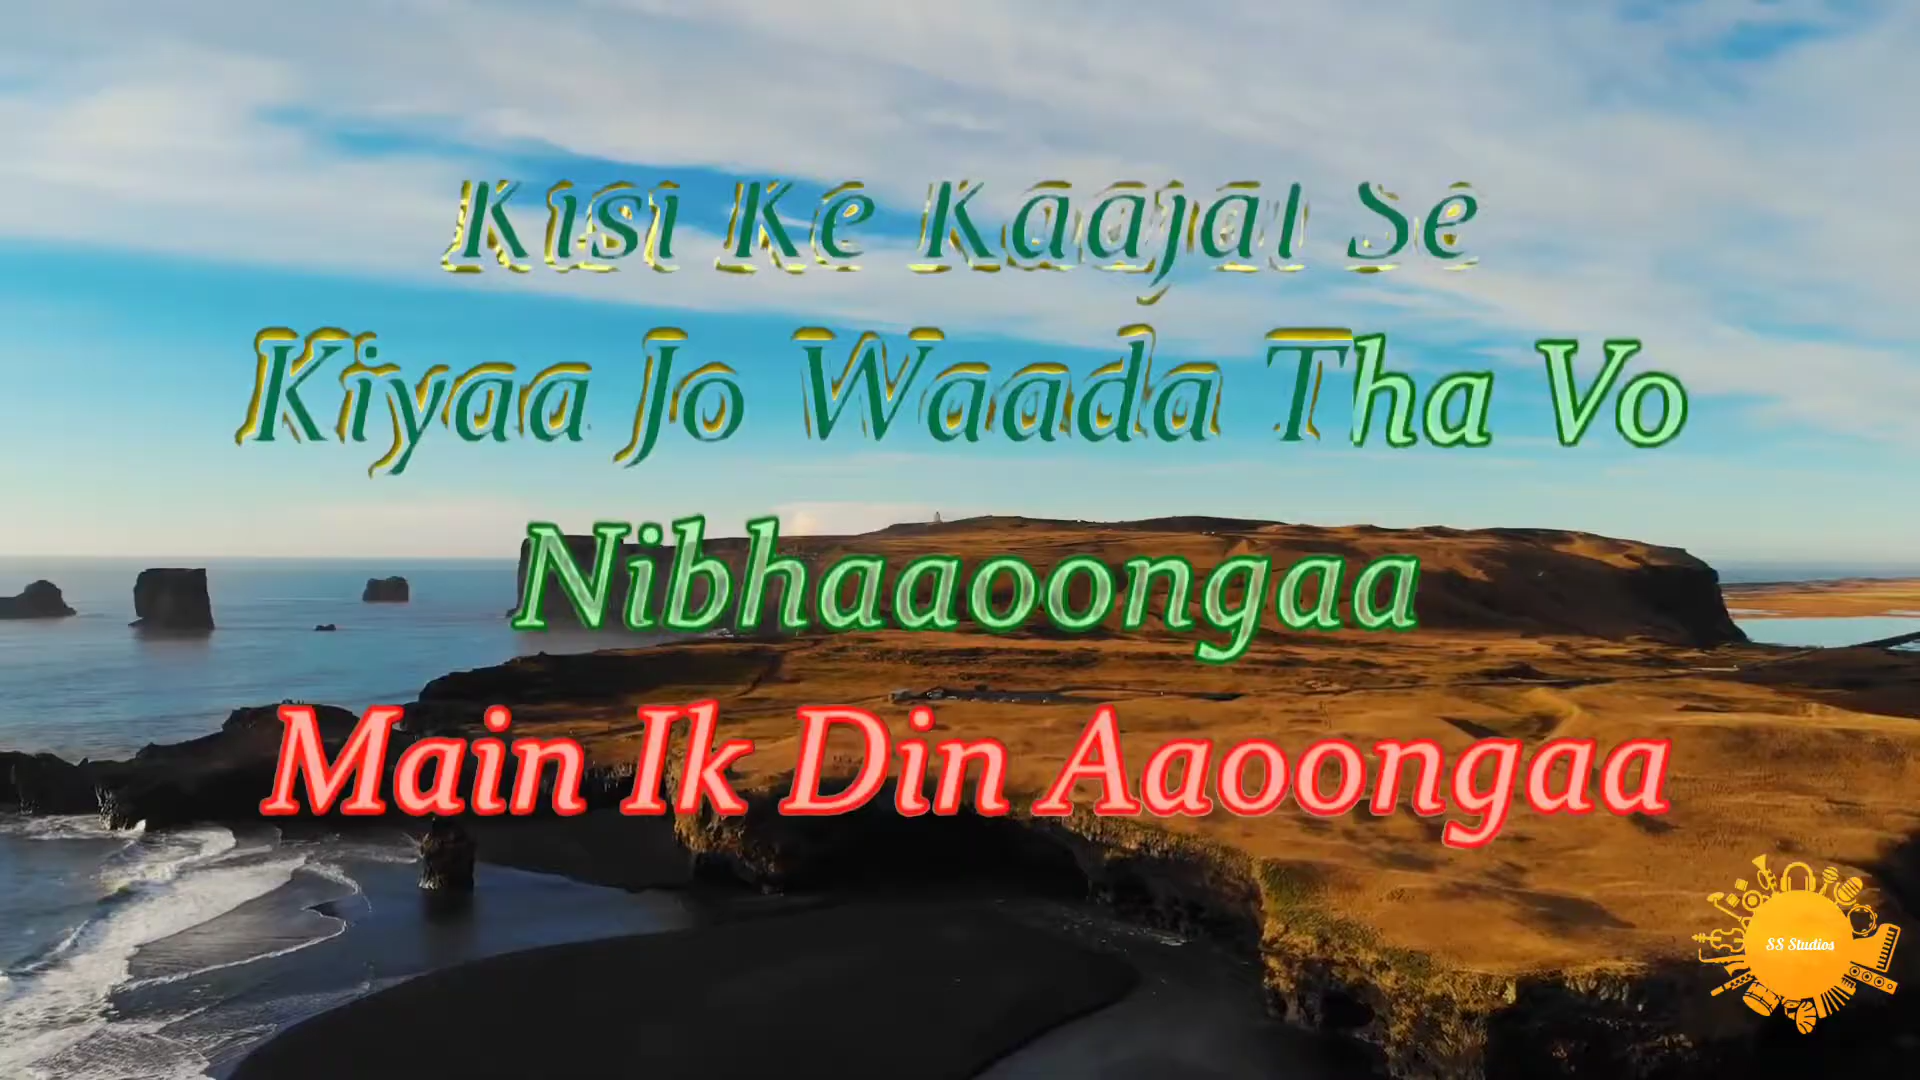 Kisi Ke Kaajal Se
Kiyaa Jo Waada Tha Vo
Nibhaaoongaa
Main Ik Din Aaoongaa
SS Studios